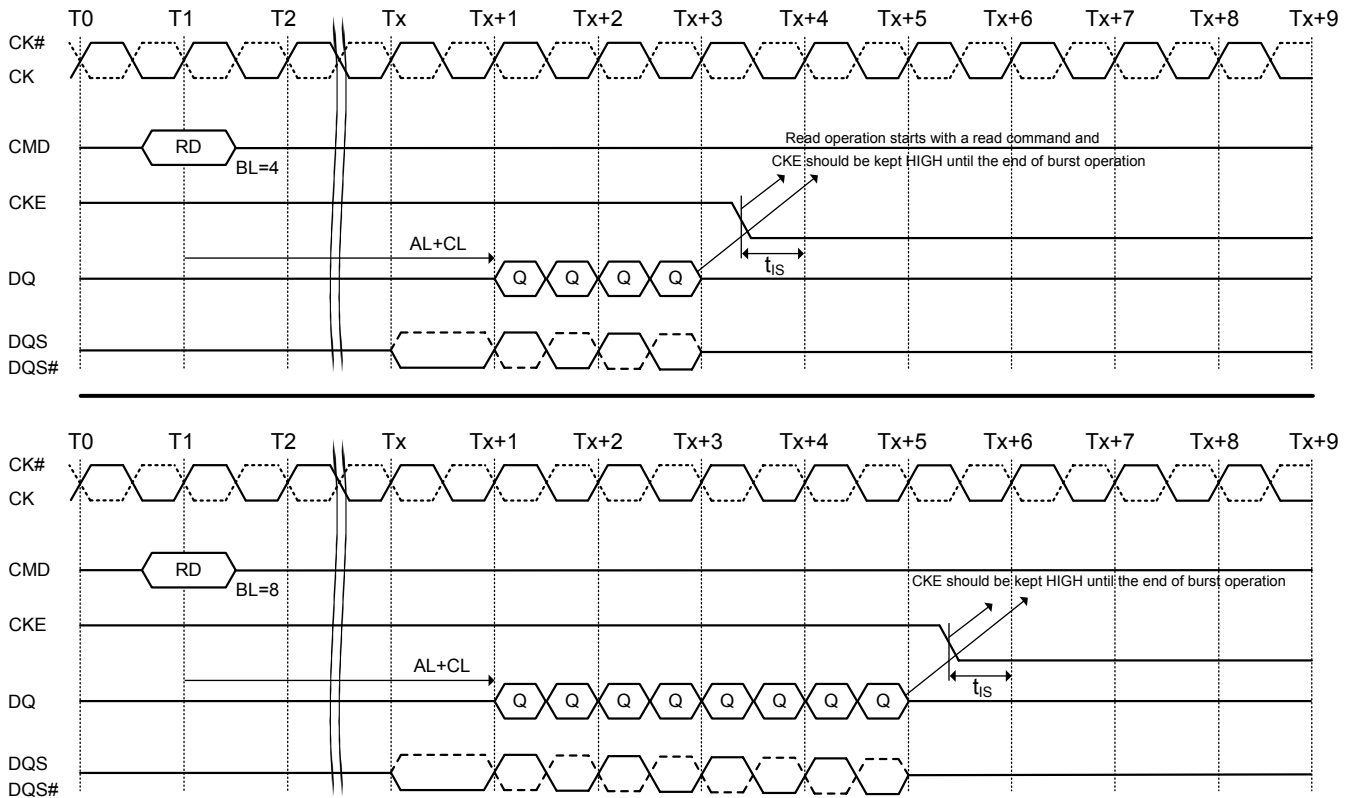 T0 T1 T2 Tx Tx+1 Tx+2 Tx+3 Tx+4 Tx+5 Tx+6 Tx+7 Tx+8 Tx+9
CK#
CK
Read operation starts with a read command and
CMD RD
BL=4 CKE should be kept HIGH until the end of burst operation
CKE
AL+CL
tIS
DQ Q Q Q Q
DQS
DQS#
T0 T1 T2 Tx Tx+1 Tx+2 Tx+3 Tx+4 Tx+5 Tx+6 Tx+7 Tx+8 Tx+9
CK#
CK
CMD RD
BL=8 CKE should be kept HIGH until the end of burst operation
CKE
AL+CL
tIS
DQ Q Q Q Q Q Q Q Q
DQS
DQS#